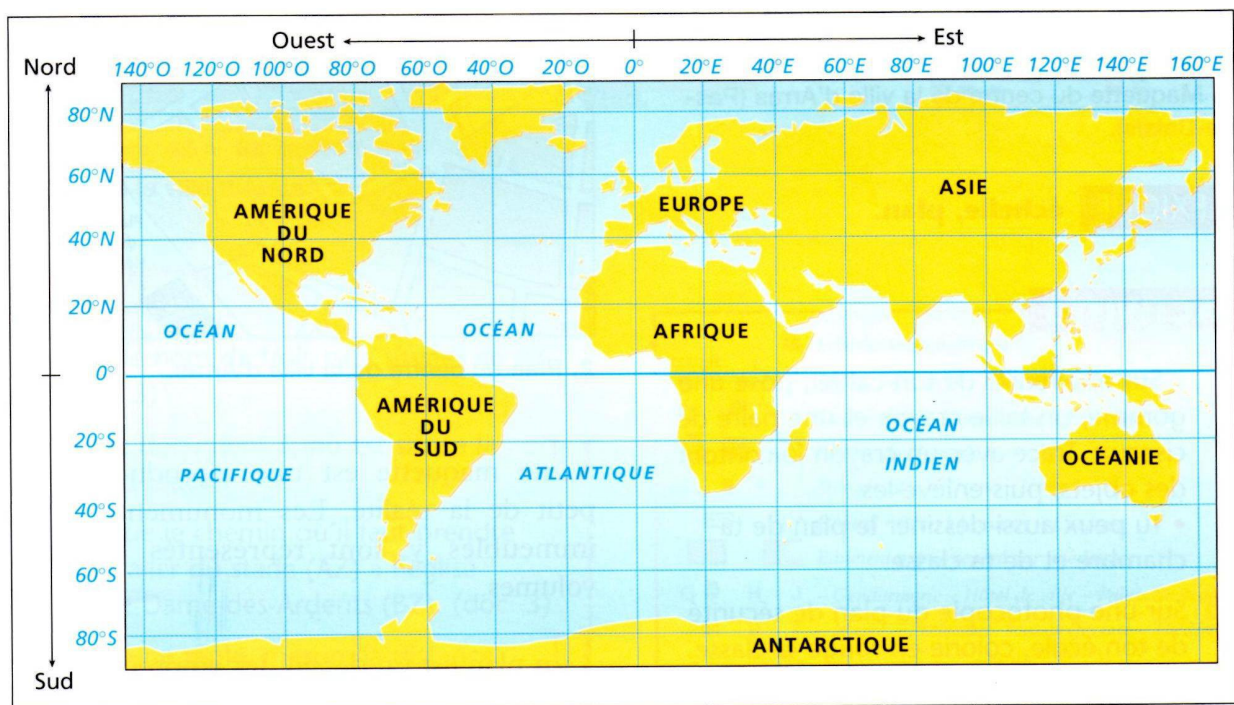 Ouest Est
Nord
140°O 120°O 100°O 80°O 60°O 40°O 20°O 0° 20°E 40°E 60°E 80°E 100°E 120°E 140°E 160°E
80°N
60°N
40°N
20°N
0°
20°S
40°S
60°S
80°S
Sud
AMÉRIQUE
DU
NORD
EUROPE
ASIE
OCÉAN
OCÉAN
AFRIQUE
AMÉRIQUE
DU
SUD
OCÉAN
INDIEN
OCÉANIE
PACIFIQUE
ATLANTIQUE
ANTARCTIQUE